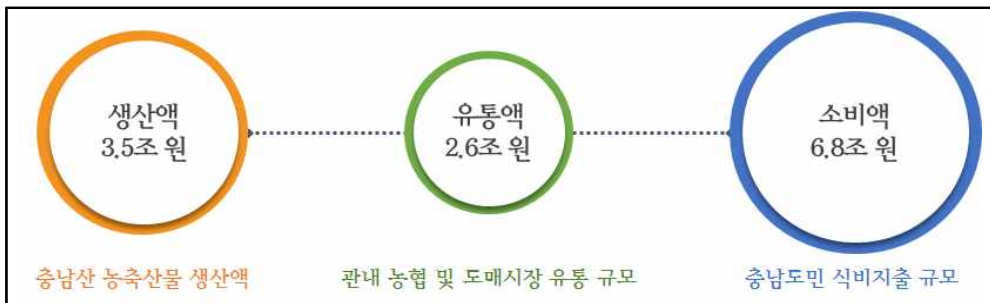 생산액
3.5조 원
유통액
2.6조 원
소비액
6.8조 원
충남산 농축산물 생산액
관내 농협 및 도매시장 유통 규모
충남도민 식비지출 규모